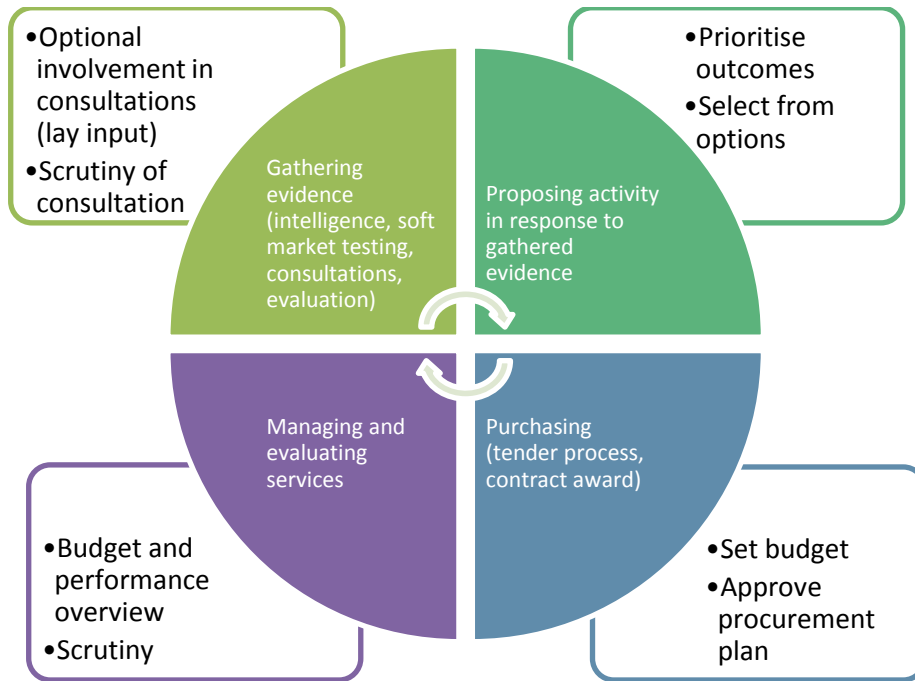 •Optional
involvement in
consultations
(lay input)
•Scrutiny of
consultation
•Prioritise
outcomes
•Select from
options
Gathering
evidence
(intelligence, soft
market testing,
consultations,
evaluation)
Proposing activity
in response to
gathered
evidence
Managing and
evaluating
services
Purchasing
(tender process,
contract award)
•Budget and
performance
overview
•Scrutiny
•Set budget
•Approve
procurement
plan